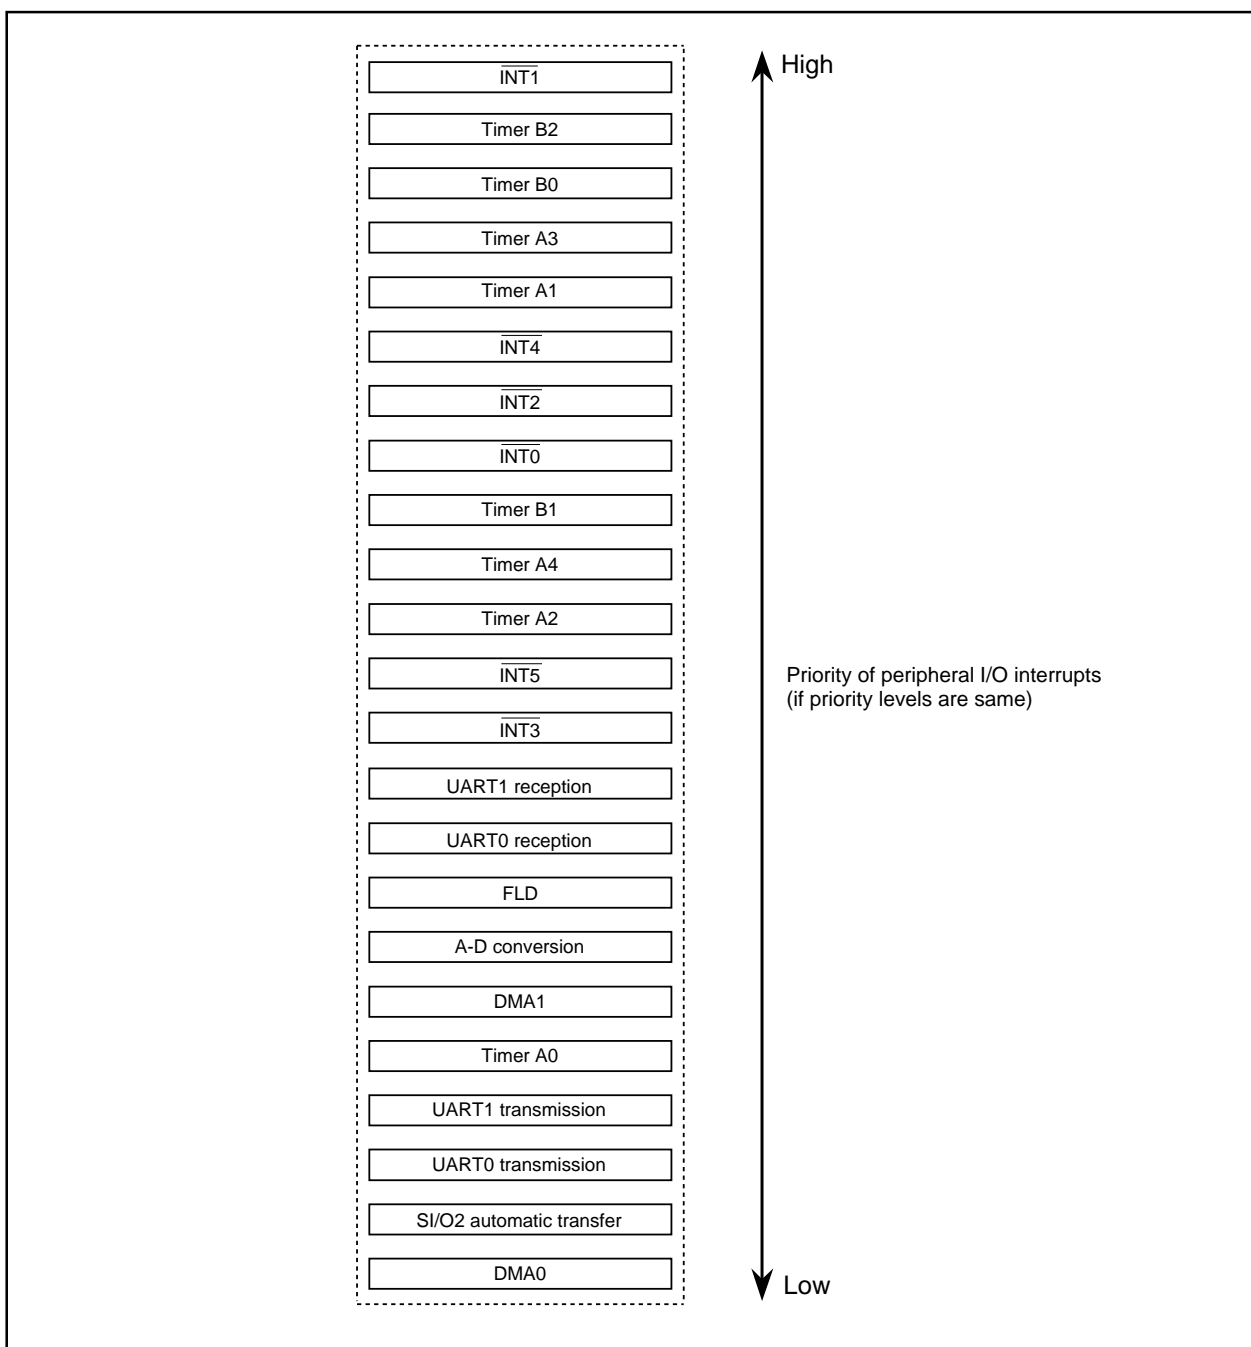 INT1
High
Timer B2
Timer B0
Timer A3
Timer A1
INT4
INT2
INT0
Timer B1
Timer A4
Timer A2
INT5
Priority of peripheral I/O interrupts
(if priority levels are same)
INT3
UART1 reception
UART0 reception
FLD
A-D conversion
DMA1
Timer A0
UART1 transmission
UART0 transmission
SI/O2 automatic transfer
DMA0
Low